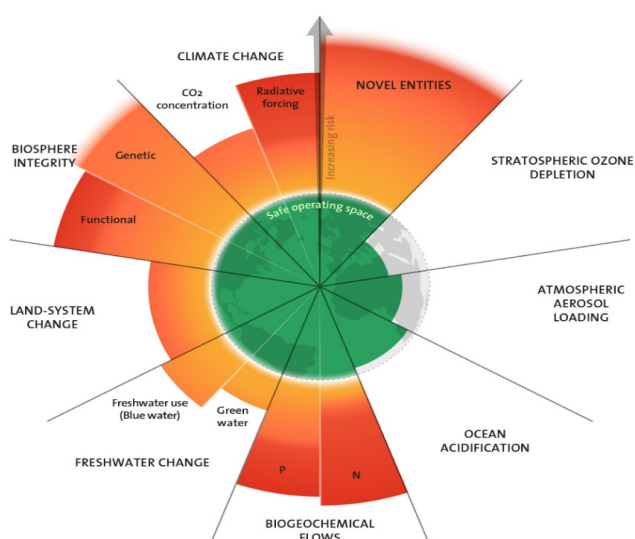 CLIMATE CHANGE
CO2
concentration
Radiative
forcing
NOVEL ENTITIES
Increasing risk
BIOSPHERE
INTEGRITY
Genetic
Functional
STRATOSPHERIC OZONE
DEPLETION
Safe operating space
ATMOSPHERIC
AEROSOL
LOADING
LAND-SYSTEM
CHANGE
Freshwater use
(Blue water)
Green
water
FRESHWATER CHANGE
OCEAN
ACIDIFICATION
P
N
BIOGEOCHEMICAL
FLOWS